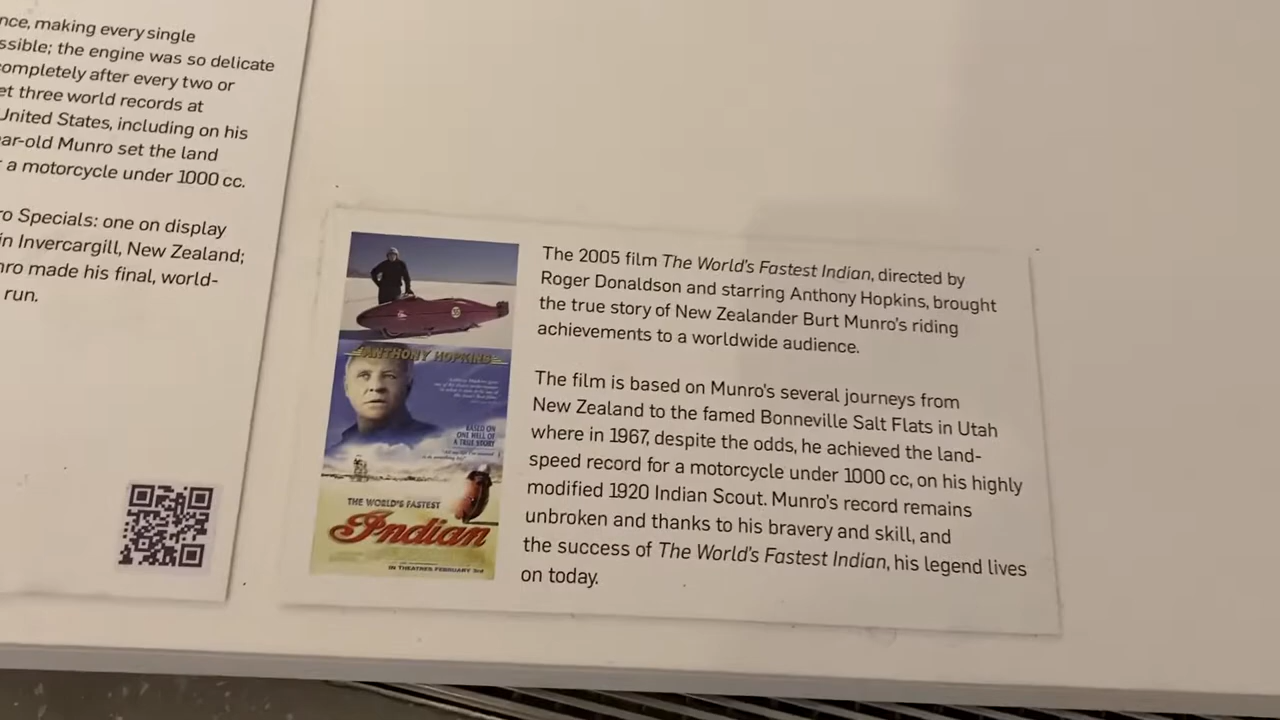 nce, making every single
ssible; the engine was so delicate
completely after every two or
et three world records at
United States, including on his
ar-old Munro set the land
a motorcycle under 1000 cc.
ro Specials: one on display
in Invercargill, New Zealand;
nro made his final, world-
run.
ANTHONY HOPKINS
BASED ON
ONE HELL OF
A TRUE STORY
THE WORLD'S FASTEST
Indian
IN THEATRES FEBRUARY 3rd
The 2005 film The World's Fastest Indian, directed by
Roger Donaldson and starring Anthony Hopkins, brought
the true story of New Zealander Burt Munro's riding
achievements to a worldwide audience.
The film is based on Munro's several journeys from
New Zealand to the famed Bonneville Salt Flats in Utah
where in 1967, despite the odds, he achieved the land-
speed record for a motorcycle under 1000 cc, on his highly
modified 1920 Indian Scout. Munro's record remains
unbroken and thanks to his bravery and skill, and
the success of The World's Fastest Indian, his legend lives
on today.